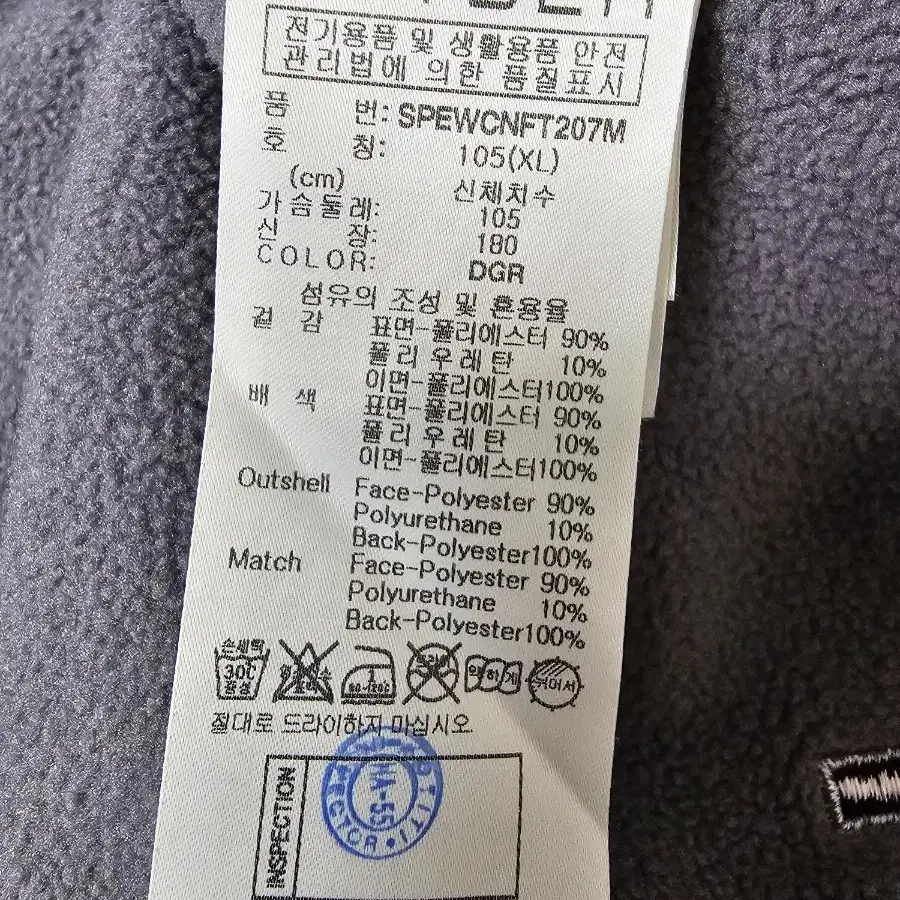 전기용품 및 생활용품 안전
관리법에 의한 품질표시
품 번: SPEWCNFT207M
호 칭: 105(XL)
(cm) 신체치수
가슴둘레: 105
신 장: 180
COLOR: DGR
섬유의 조성 및 혼용율
겉 감 표면-폴리에스터 90%
폴리우레탄 10%
이면-폴리에스터100%
배 색 표면-폴리에스터 90%
폴리우레탄 10%
이면-폴리에스터100%
Outshell Face-Polyester 90%
Polyurethane 10%
Back-Polyester100%
Match Face-Polyester 90%
Polyurethane 10%
Back-Polyester100%
손세탁
30℃
중성
1
80~120℃
약하게
뉘어서
절대로 드라이하지 마십시오
INSPECTION
HA-55